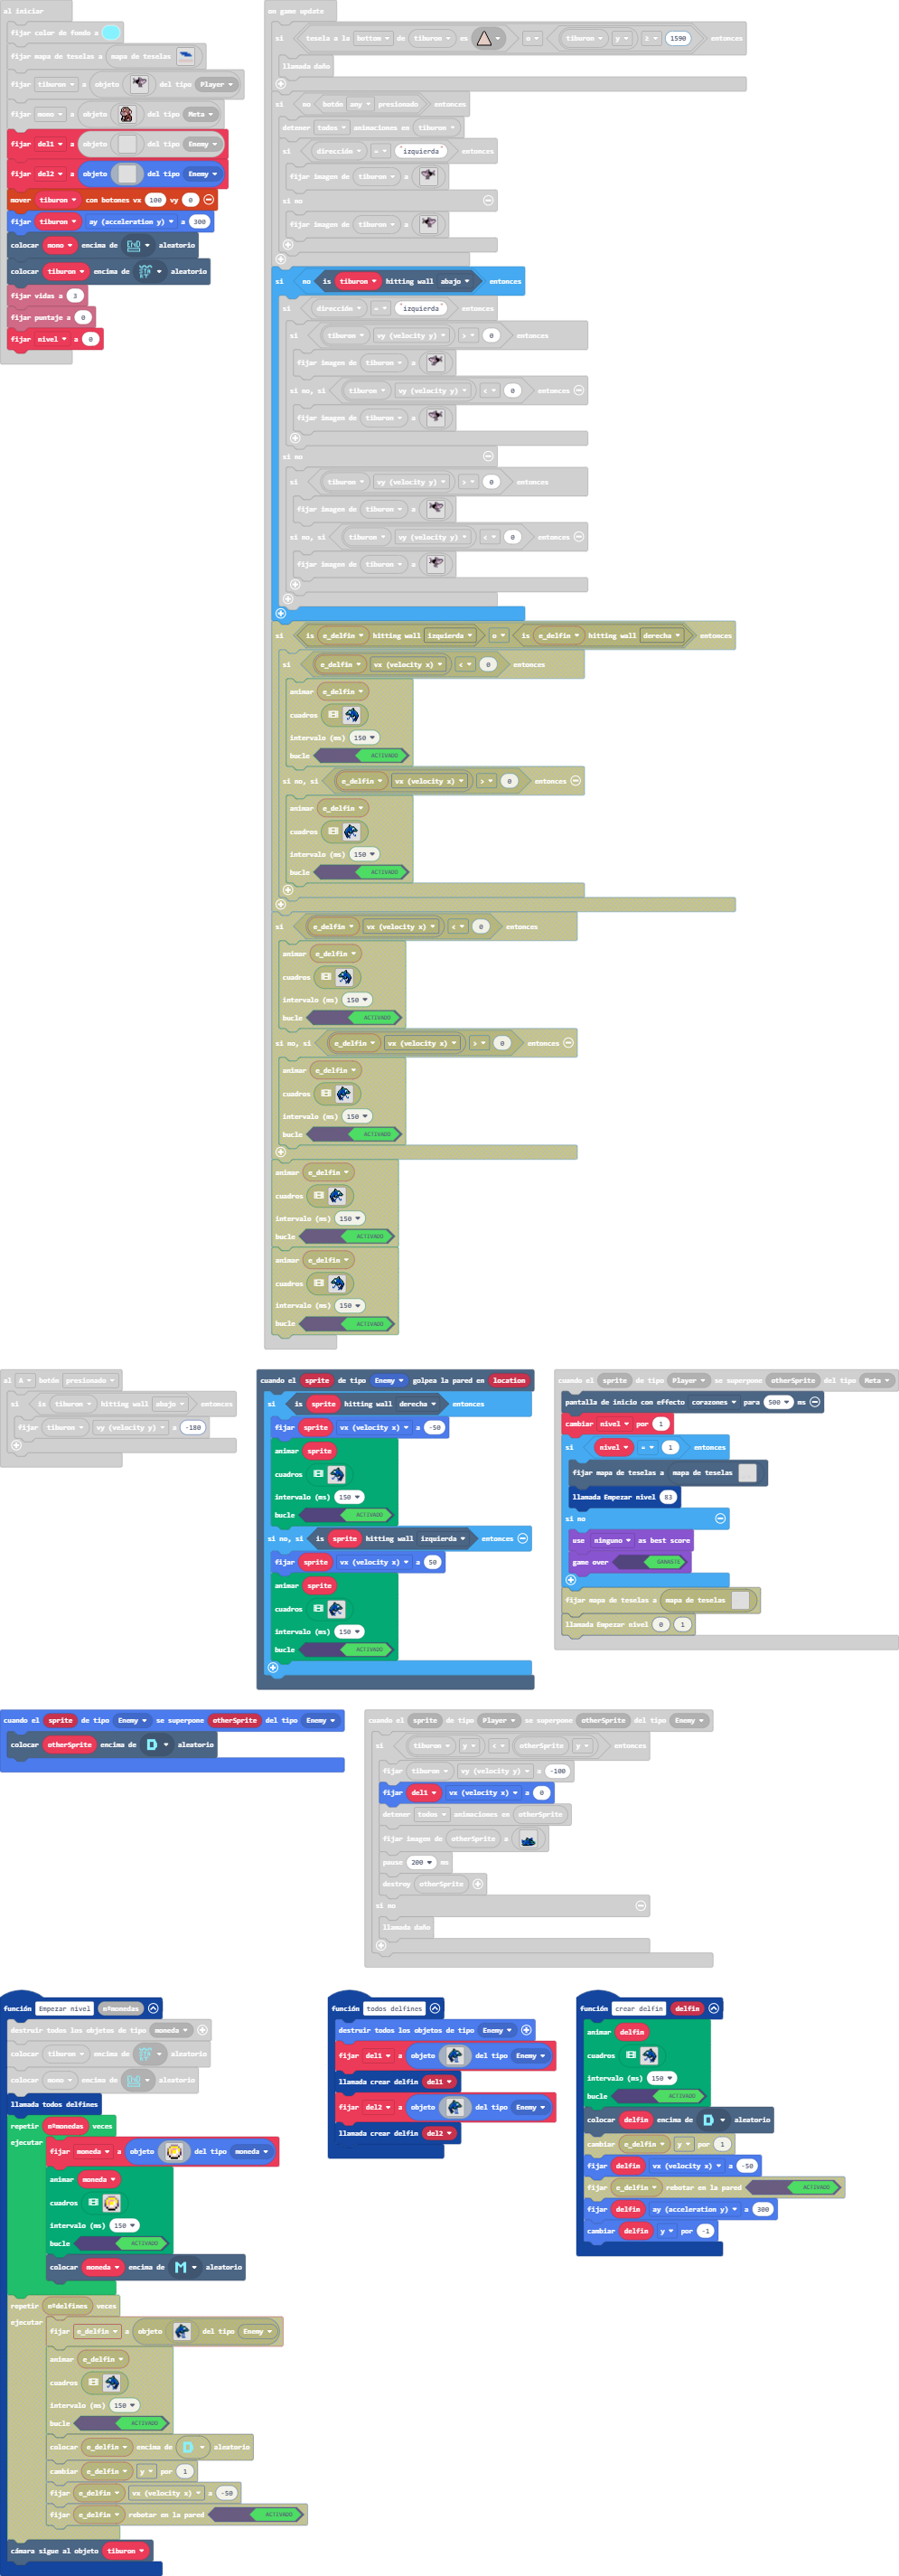 al iniciar
fijar color de fondo a
fijar mapa de teselas a mapa de teselas
fijar tiburon a objeto del tipo Player
fijar mono a objeto del tipo Meta
fijar del1 a objeto del tipo Enemy
fijar del2 a objeto del tipo Enemy
mover tiburon con botones vx 100 vy 0
fijar tiburon ay (acceleration y) a 300
colocar mono encima de END aleatorio
colocar tiburon encima de aleatorio
fijar vidas a 3
fijar puntaje a 0
fijar nivel a 0
on game update
si tesela a la bottom de tiburon es o tiburon y ≥ 1590 entonces
llamada daño
si no botón any presionado entonces
detener todos animaciones en tiburon
si dirección = "izquierda" entonces
fijar imagen de tiburon a
si no
fijar imagen de tiburon a
si no is tiburon hitting wall abajo entonces
si dirección = "izquierda" entonces
si tiburon vy (velocity y) > 0 entonces
fijar imagen de tiburon a
si no, si tiburon vy (velocity y) < 0 entonces
fijar imagen de tiburon a
si no
si tiburon vy (velocity y) > 0 entonces
fijar imagen de tiburon a
si no, si tiburon vy (velocity y) < 0 entonces
fijar imagen de tiburon a
si is e_delfin hitting wall izquierda o is e_delfin hitting wall derecha entonces
si e_delfin vx (velocity x) < 0 entonces
animar e_delfin
cuadros
intervalo (ms) 150
bucle ACTIVADO
si no, si e_delfin vx (velocity x) > 0 entonces
animar e_delfin
cuadros
intervalo (ms) 150
bucle ACTIVADO
si e_delfin vx (velocity x) < 0 entonces
animar e_delfin
cuadros
intervalo (ms) 150
bucle ACTIVADO
si no, si e_delfin vx (velocity x) > 0 entonces
animar e_delfin
cuadros
intervalo (ms) 150
bucle ACTIVADO
animar e_delfin
cuadros
intervalo (ms) 150
bucle ACTIVADO
animar e_delfin
cuadros
intervalo (ms) 150
bucle ACTIVADO
al A botón presionado
si is tiburon hitting wall abajo entonces
fijar tiburon vy (velocity y) a -180
cuando el sprite de tipo Enemy golpea la pared en location
si is sprite hitting wall derecha entonces
fijar sprite vx (velocity x) a -50
animar sprite
cuadros
intervalo (ms) 150
bucle ACTIVADO
si no, si is sprite hitting wall izquierda entonces
fijar sprite vx (velocity x) a 50
animar sprite
cuadros
intervalo (ms) 150
bucle ACTIVADO
cuando el sprite de tipo Player se superpone otherSprite del tipo Meta
pantalla de inicio con efecto corazones para 500 ms
cambiar nivel por 1
si nivel = 1 entonces
fijar mapa de teselas a mapa de teselas
llamada Empezar nivel 83
si no
use ninguno as best score
game over GANASTE
fijar mapa de teselas a mapa de teselas
llamada Empezar nivel 0 1
cuando el sprite de tipo Enemy se superpone otherSprite del tipo Enemy
colocar otherSprite encima de D aleatorio
cuando el sprite de tipo Player se superpone otherSprite del tipo Enemy
si tiburon y < otherSprite y entonces
fijar tiburon vy (velocity y) a -100
fijar del1 vx (velocity x) a 0
detener todos animaciones en otherSprite
fijar imagen de otherSprite a
pause 200 ms
destroy otherSprite
si no
llamada daño
función Empezar nivel nºmonedas
destruir todos los objetos de tipo moneda
colocar tiburon encima de aleatorio
colocar mono encima de END aleatorio
llamada todos delfines
repetir nºmonedas veces
ejecutar fijar moneda a objeto del tipo moneda
animar moneda
cuadros
intervalo (ms) 150
bucle ACTIVADO
colocar moneda encima de M aleatorio
repetir nºdelfines veces
ejecutar fijar e_delfin a objeto del tipo Enemy
animar e_delfin
cuadros
intervalo (ms) 150
bucle ACTIVADO
colocar e_delfin encima de D aleatorio
cambiar e_delfin y por 1
fijar e_delfin vx (velocity x) a -50
fijar e_delfin rebotar en la pared ACTIVADO
cámara sigue al objeto tiburon
función todos delfines
destruir todos los objetos de tipo Enemy
fijar del1 a objeto del tipo Enemy
llamada crear delfin del1
fijar del2 a objeto del tipo Enemy
llamada crear delfin del2
función crear delfin delfin
animar delfin
cuadros
intervalo (ms) 150
bucle ACTIVADO
colocar delfin encima de D aleatorio
cambiar e_delfin y por 1
fijar delfin vx (velocity x) a -50
fijar e_delfin rebotar en la pared ACTIVADO
fijar delfin ay (acceleration y) a 300
cambiar delfin y por -1